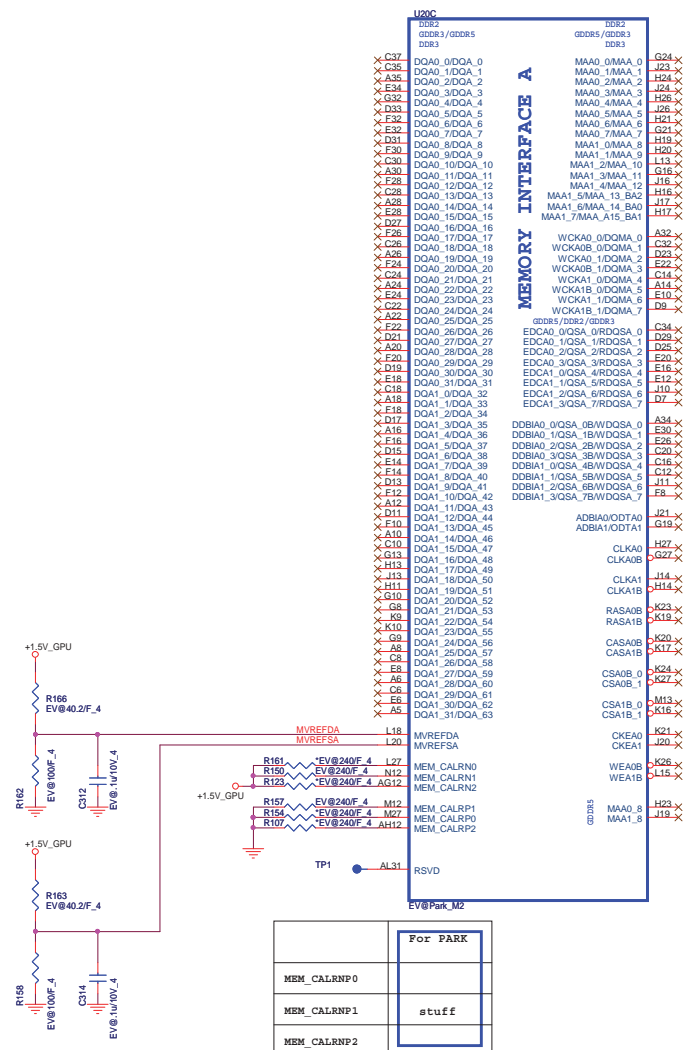 U20C
DDR2
GDDR3/GDDR5
DDR3
DDR2
GDDR5/GDDR3
DDR3
MEMORY INTERFACE A
C37 DQA0_0/DQA_0
C35 DQA0_1/DQA_1
A35 DQA0_2/DQA_2
E34 DQA0_3/DQA_3
G32 DQA0_4/DQA_4
D33 DQA0_5/DQA_5
F32 DQA0_6/DQA_6
E32 DQA0_7/DQA_7
D31 DQA0_8/DQA_8
F30 DQA0_9/DQA_9
C30 DQA0_10/DQA_10
A30 DQA0_11/DQA_11
F28 DQA0_12/DQA_12
C28 DQA0_13/DQA_13
A28 DQA0_14/DQA_14
E28 DQA0_15/DQA_15
D27 DQA0_16/DQA_16
F26 DQA0_17/DQA_17
C26 DQA0_18/DQA_18
A26 DQA0_19/DQA_19
F24 DQA0_20/DQA_20
C24 DQA0_21/DQA_21
A24 DQA0_22/DQA_22
E24 DQA0_23/DQA_23
C22 DQA0_24/DQA_24
A22 DQA0_25/DQA_25
F22 DQA0_26/DQA_26
D21 DQA0_27/DQA_27
A20 DQA0_28/DQA_28
F20 DQA0_29/DQA_29
D19 DQA0_30/DQA_30
E18 DQA0_31/DQA_31
C18 DQA1_0/DQA_32
A18 DQA1_1/DQA_33
F18 DQA1_2/DQA_34
D17 DQA1_3/DQA_35
A16 DQA1_4/DQA_36
F16 DQA1_5/DQA_37
D15 DQA1_6/DQA_38
E14 DQA1_7/DQA_39
F14 DQA1_8/DQA_40
D13 DQA1_9/DQA_41
F12 DQA1_10/DQA_42
A12 DQA1_11/DQA_43
D11 DQA1_12/DQA_44
F10 DQA1_13/DQA_45
A10 DQA1_14/DQA_46
C10 DQA1_15/DQA_47
G13 DQA1_16/DQA_48
H13 DQA1_17/DQA_49
J13 DQA1_18/DQA_50
H11 DQA1_19/DQA_51
G10 DQA1_20/DQA_52
G8 DQA1_21/DQA_53
K9 DQA1_22/DQA_54
K10 DQA1_23/DQA_55
G9 DQA1_24/DQA_56
A8 DQA1_25/DQA_57
C8 DQA1_26/DQA_58
E8 DQA1_27/DQA_59
A6 DQA1_28/DQA_60
C6 DQA1_29/DQA_61
E6 DQA1_30/DQA_62
A5 DQA1_31/DQA_63
MVREFDA L18 MVREFDA
MVREFSA L20 MVREFSA
R161 *EV@240/F_4 L27 MEM_CALRN0
R150 EV@240/F_4 N12 MEM_CALRN1
R123 *EV@240/F_4 AG12 MEM_CALRN2
+1.5V_GPU
R157 EV@240/F_4 M12 MEM_CALRP1
R154 *EV@240/F_4 M27 MEM_CALRP0
R107 *EV@240/F_4 AH12 MEM_CALRP2
TP1 AL31 RSVD
MAA0_0/MAA_0 G24
MAA0_1/MAA_1 J23
MAA0_2/MAA_2 H24
MAA0_3/MAA_3 J24
MAA0_4/MAA_4 H26
MAA0_5/MAA_5 J26
MAA0_6/MAA_6 H21
MAA0_7/MAA_7 G21
MAA1_0/MAA_8 H19
MAA1_1/MAA_9 H20
MAA1_2/MAA_10 L13
MAA1_3/MAA_11 G16
MAA1_4/MAA_12 J16
MAA1_5/MAA_13_BA2 H16
MAA1_6/MAA_14_BA0 J17
MAA1_7/MAA_A15_BA1 H17
WCKA0_0/DQMA_0 A32
WCKA0B_0/DQMA_1 C32
WCKA0_1/DQMA_2 D23
WCKA0B_1/DQMA_3 E22
WCKA1_0/DQMA_4 C14
WCKA1B_0/DQMA_5 A14
WCKA1_1/DQMA_6 E10
WCKA1B_1/DQMA_7 D9
GDDR5/DDR2/GDDR3
EDCA0_0/QSA_0/RDQSA_0 C34
EDCA0_1/QSA_1/RDQSA_1 D29
EDCA0_2/QSA_2/RDQSA_2 D25
EDCA0_3/QSA_3/RDQSA_3 E20
EDCA1_0/QSA_4/RDQSA_4 E16
EDCA1_1/QSA_5/RDQSA_5 E12
EDCA1_2/QSA_6/RDQSA_6 J10
EDCA1_3/QSA_7/RDQSA_7 D7
DDBIA0_0/QSA_0B/WDQSA_0 A34
DDBIA0_1/QSA_1B/WDQSA_1 E30
DDBIA0_2/QSA_2B/WDQSA_2 E26
DDBIA0_3/QSA_3B/WDQSA_3 C20
DDBIA1_0/QSA_4B/WDQSA_4 C16
DDBIA1_1/QSA_5B/WDQSA_5 C12
DDBIA1_2/QSA_6B/WDQSA_6 J11
DDBIA1_3/QSA_7B/WDQSA_7 F8
ADBIA0/ODTA0 J21
ADBIA1/ODTA1 G19
CLKA0 H27
CLKA0B G27
CLKA1 J14
CLKA1B H14
RASA0B K23
RASA1B K19
CASA0B K20
CASA1B K17
CSA0B_0 K24
CSA0B_1 K27
CSA1B_0 M13
CSA1B_1 K16
CKEA0 K21
CKEA1 J20
WEA0B K26
WEA1B L15
GDDR5
MAA0_8 H23
MAA1_8 J19
EV@Park_M2
+1.5V_GPU
R166
EV@40.2/F_4
R162
EV@100/F_4
C312
EV@.1u/10V_4
+1.5V_GPU
R163
EV@40.2/F_4
R158
EV@100/F_4
C314
EV@.1u/10V_4
For PARK
MEM_CALRNP0
MEM_CALRNP1 stuff
MEM_CALRNP2